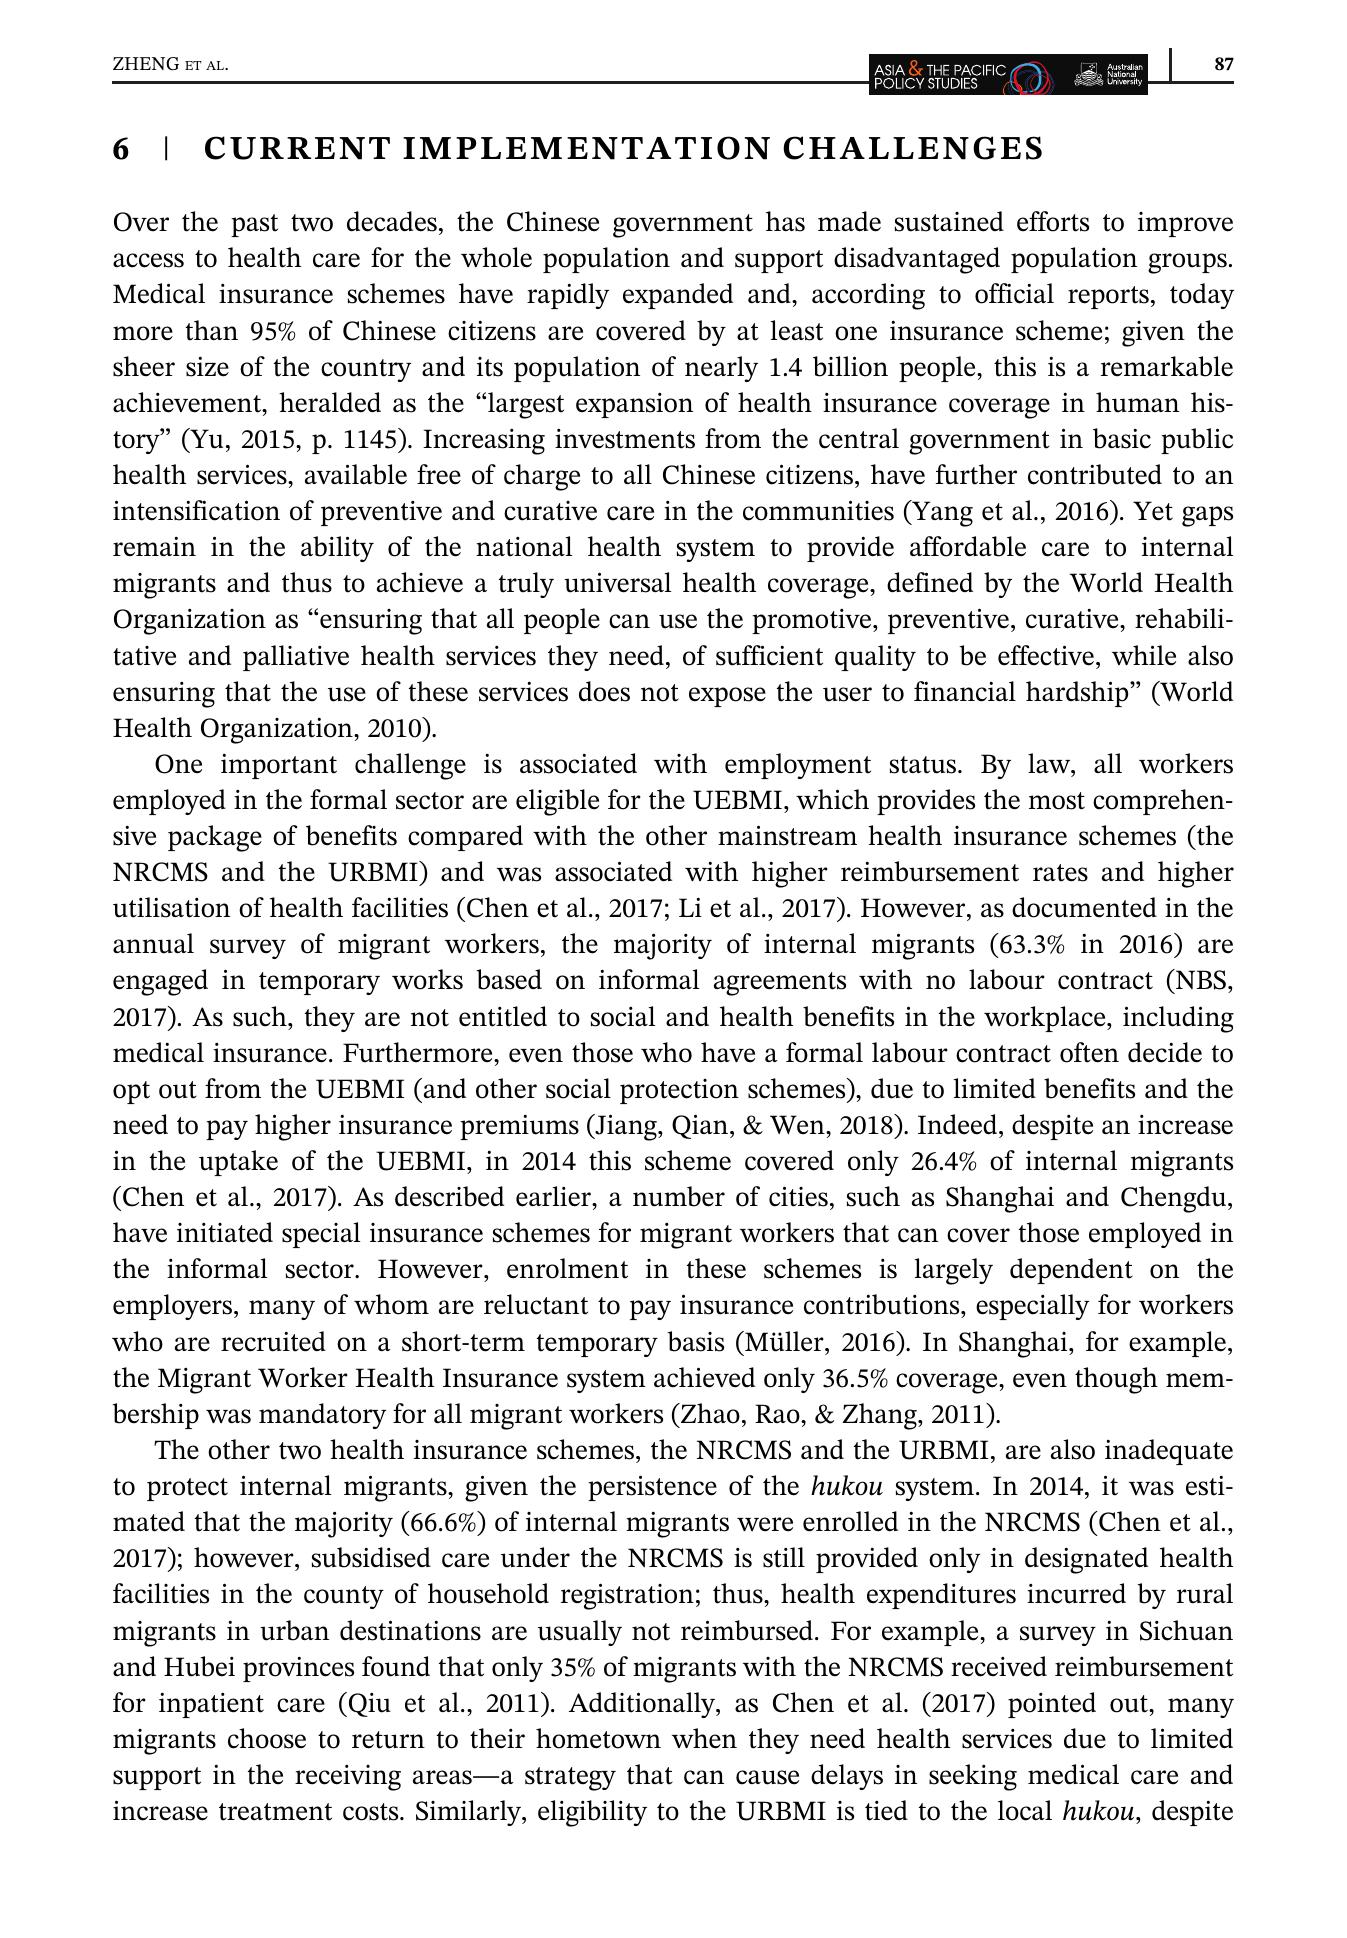 ZHENG ET AL.
ASIA & THE PACIFIC
POLICY STUDIES
Australian
National
University
87
6 | CURRENT IMPLEMENTATION CHALLENGES
Over the past two decades, the Chinese government has made sustained efforts to improve
access to health care for the whole population and support disadvantaged population groups.
Medical insurance schemes have rapidly expanded and, according to official reports, today
more than 95% of Chinese citizens are covered by at least one insurance scheme; given the
sheer size of the country and its population of nearly 1.4 billion people, this is a remarkable
achievement, heralded as the “largest expansion of health insurance coverage in human his-
tory” (Yu, 2015, p. 1145). Increasing investments from the central government in basic public
health services, available free of charge to all Chinese citizens, have further contributed to an
intensification of preventive and curative care in the communities (Yang et al., 2016). Yet gaps
remain in the ability of the national health system to provide affordable care to internal
migrants and thus to achieve a truly universal health coverage, defined by the World Health
Organization as “ensuring that all people can use the promotive, preventive, curative, rehabili-
tative and palliative health services they need, of sufficient quality to be effective, while also
ensuring that the use of these services does not expose the user to financial hardship” (World
Health Organization, 2010).
One important challenge is associated with employment status. By law, all workers
employed in the formal sector are eligible for the UEBMI, which provides the most comprehen-
sive package of benefits compared with the other mainstream health insurance schemes (the
NRCMS and the URBMI) and was associated with higher reimbursement rates and higher
utilisation of health facilities (Chen et al., 2017; Li et al., 2017). However, as documented in the
annual survey of migrant workers, the majority of internal migrants (63.3% in 2016) are
engaged in temporary works based on informal agreements with no labour contract (NBS,
2017). As such, they are not entitled to social and health benefits in the workplace, including
medical insurance. Furthermore, even those who have a formal labour contract often decide to
opt out from the UEBMI (and other social protection schemes), due to limited benefits and the
need to pay higher insurance premiums (Jiang, Qian, & Wen, 2018). Indeed, despite an increase
in the uptake of the UEBMI, in 2014 this scheme covered only 26.4% of internal migrants
(Chen et al., 2017). As described earlier, a number of cities, such as Shanghai and Chengdu,
have initiated special insurance schemes for migrant workers that can cover those employed in
the informal sector. However, enrolment in these schemes is largely dependent on the
employers, many of whom are reluctant to pay insurance contributions, especially for workers
who are recruited on a short-term temporary basis (Müller, 2016). In Shanghai, for example,
the Migrant Worker Health Insurance system achieved only 36.5% coverage, even though mem-
bership was mandatory for all migrant workers (Zhao, Rao, & Zhang, 2011).
The other two health insurance schemes, the NRCMS and the URBMI, are also inadequate
to protect internal migrants, given the persistence of the hukou system. In 2014, it was esti-
mated that the majority (66.6%) of internal migrants were enrolled in the NRCMS (Chen et al.,
2017); however, subsidised care under the NRCMS is still provided only in designated health
facilities in the county of household registration; thus, health expenditures incurred by rural
migrants in urban destinations are usually not reimbursed. For example, a survey in Sichuan
and Hubei provinces found that only 35% of migrants with the NRCMS received reimbursement
for inpatient care (Qiu et al., 2011). Additionally, as Chen et al. (2017) pointed out, many
migrants choose to return to their hometown when they need health services due to limited
support in the receiving areas—a strategy that can cause delays in seeking medical care and
increase treatment costs. Similarly, eligibility to the URBMI is tied to the local hukou, despite